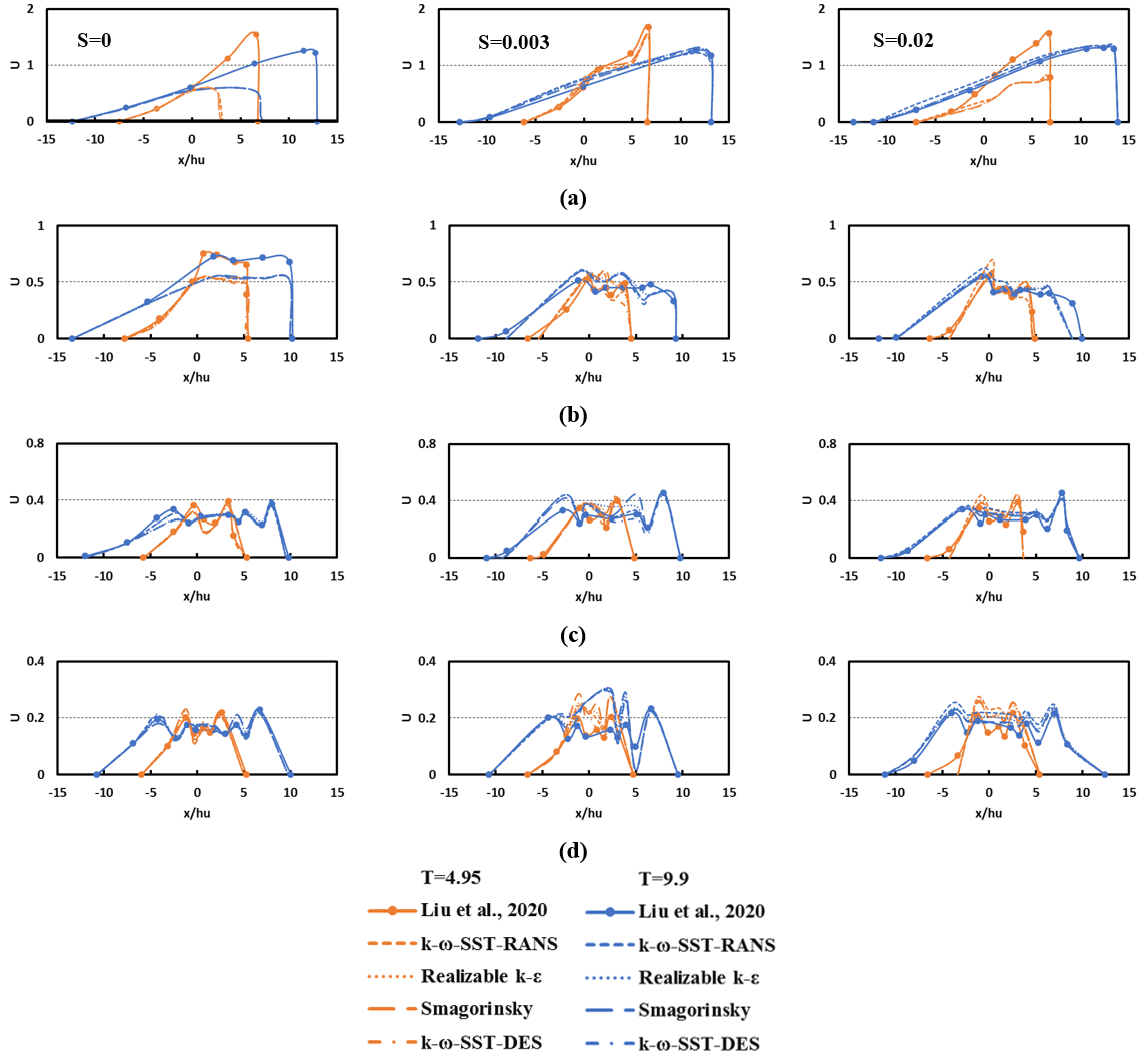 S=0
S=0.003
S=0.02
2
1
0
U
-15 -10 -5 0 5 10 15
x/hu
2
1
0
U
-15 -10 -5 0 5 10 15
x/hu
2
1
0
U
-15 -10 -5 0 5 10 15
x/hu
(a)
1
0.5
0
U
-15 -10 -5 0 5 10 15
x/hu
1
0.5
0
U
-15 -10 -5 0 5 10 15
x/hu
1
0.5
0
U
-15 -10 -5 0 5 10 15
x/hu
(b)
0.8
0.4
0
U
-15 -10 -5 0 5 10 15
x/hu
0.8
0.4
0
U
-15 -10 -5 0 5 10 15
x/hu
0.8
0.4
0
U
-15 -10 -5 0 5 10 15
x/hu
(c)
0.4
0.2
0
U
-15 -10 -5 0 5 10 15
x/hu
0.4
0.2
0
U
-15 -10 -5 0 5 10 15
x/hu
0.4
0.2
0
U
-15 -10 -5 0 5 10 15
x/hu
(d)
T=4.95
Liu et al., 2020
k-ω-SST-RANS
Realizable k-ε
Smagorinsky
k-ω-SST-DES
T=9.9
Liu et al., 2020
k-ω-SST-RANS
Realizable k-ε
Smagorinsky
k-ω-SST-DES